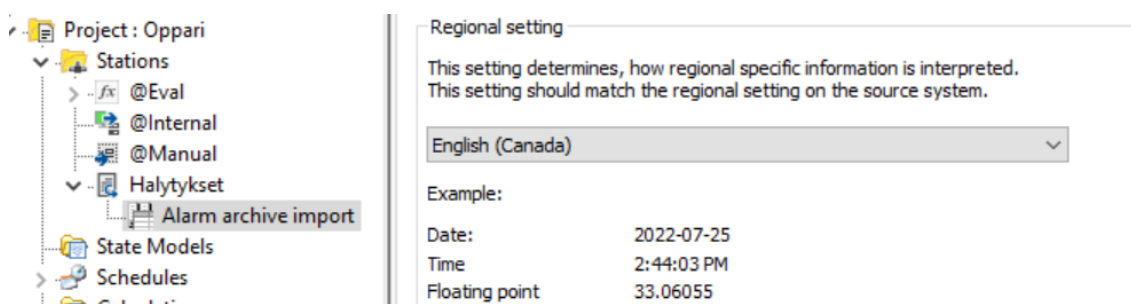 Project : Oppari
Stations
@Eval
@Internal
@Manual
Halytykset
Alarm archive import
State Models
Schedules
Regional setting
This setting determines, how regional specific information is interpreted.
This setting should match the regional setting on the source system.
English (Canada)
Example:
Date: 2022-07-25
Time 2:44:03 PM
Floating point 33.06055